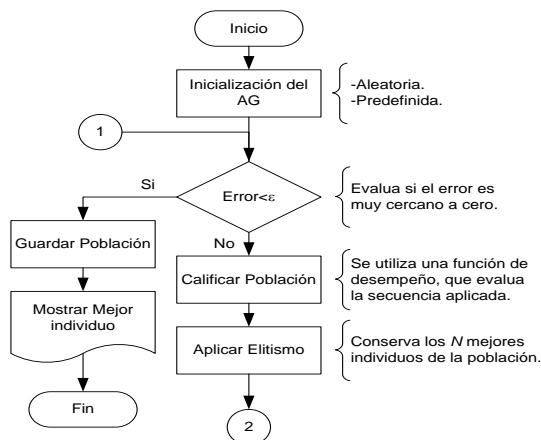 Inicio
Inicialización del
AG
-Aleatoria.
-Predefinida.
1
Si
Error<ε
Evalua si el error es
muy cercano a cero.
Guardar Población
No
Calificar Población
Se utiliza una función de
desempeño, que evalua
la secuencia aplicada.
Mostrar Mejor
individuo
Aplicar Elitismo
Conserva los N mejores
individuos de la población.
Fin
2